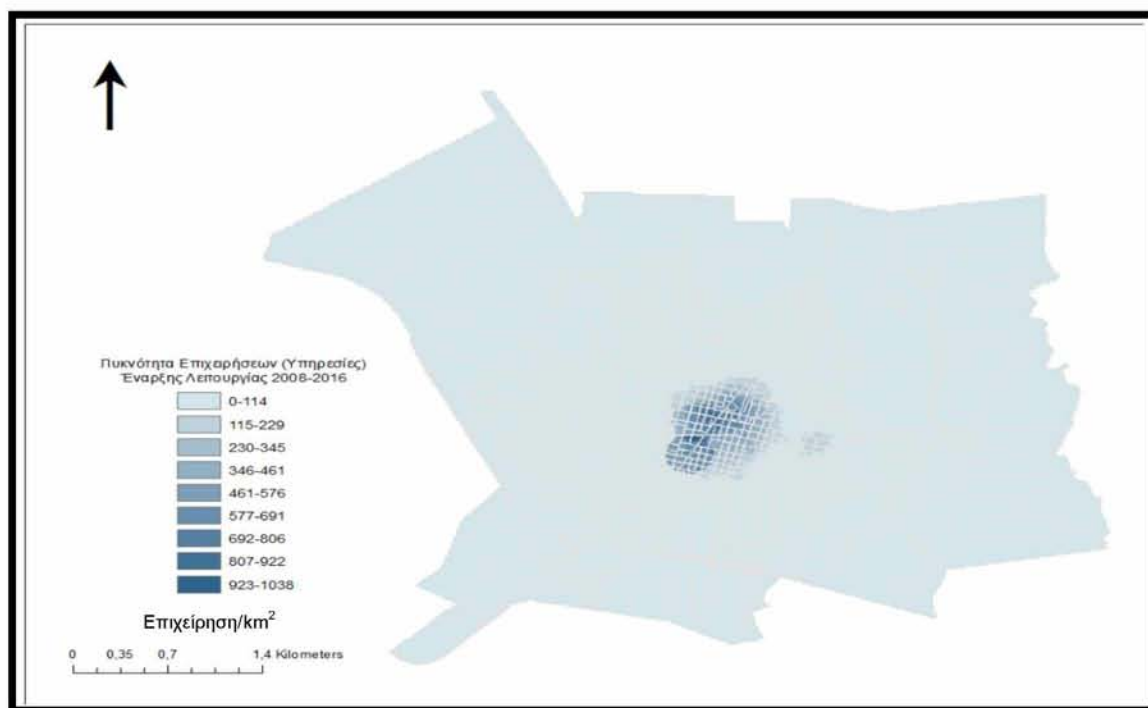 Πυκνότητα Επιχειρήσεων (Υπηρεσίες)
Έναρξης Λειτουργίας 2008-2016
0-114
115-229
230-345
346-461
461-576
577-691
692-806
807-922
923-1038
Επιχείρηση/km²
0 0,35 0,7 1,4 Kilometers